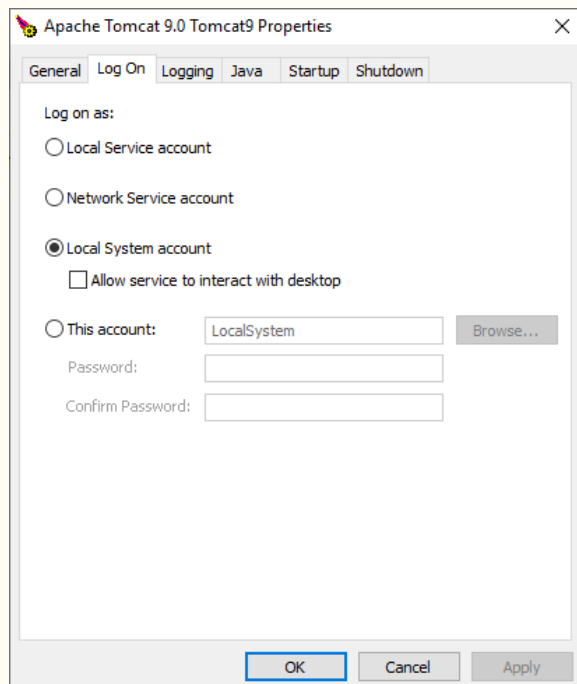 Apache Tomcat 9.0 Tomcat9 Properties
General Log On Logging Java Startup Shutdown
Log on as:
Local Service account
Network Service account
Local System account
Allow service to interact with desktop
This account: LocalSystem Browse...
Password:
Confirm Password:
OK Cancel Apply